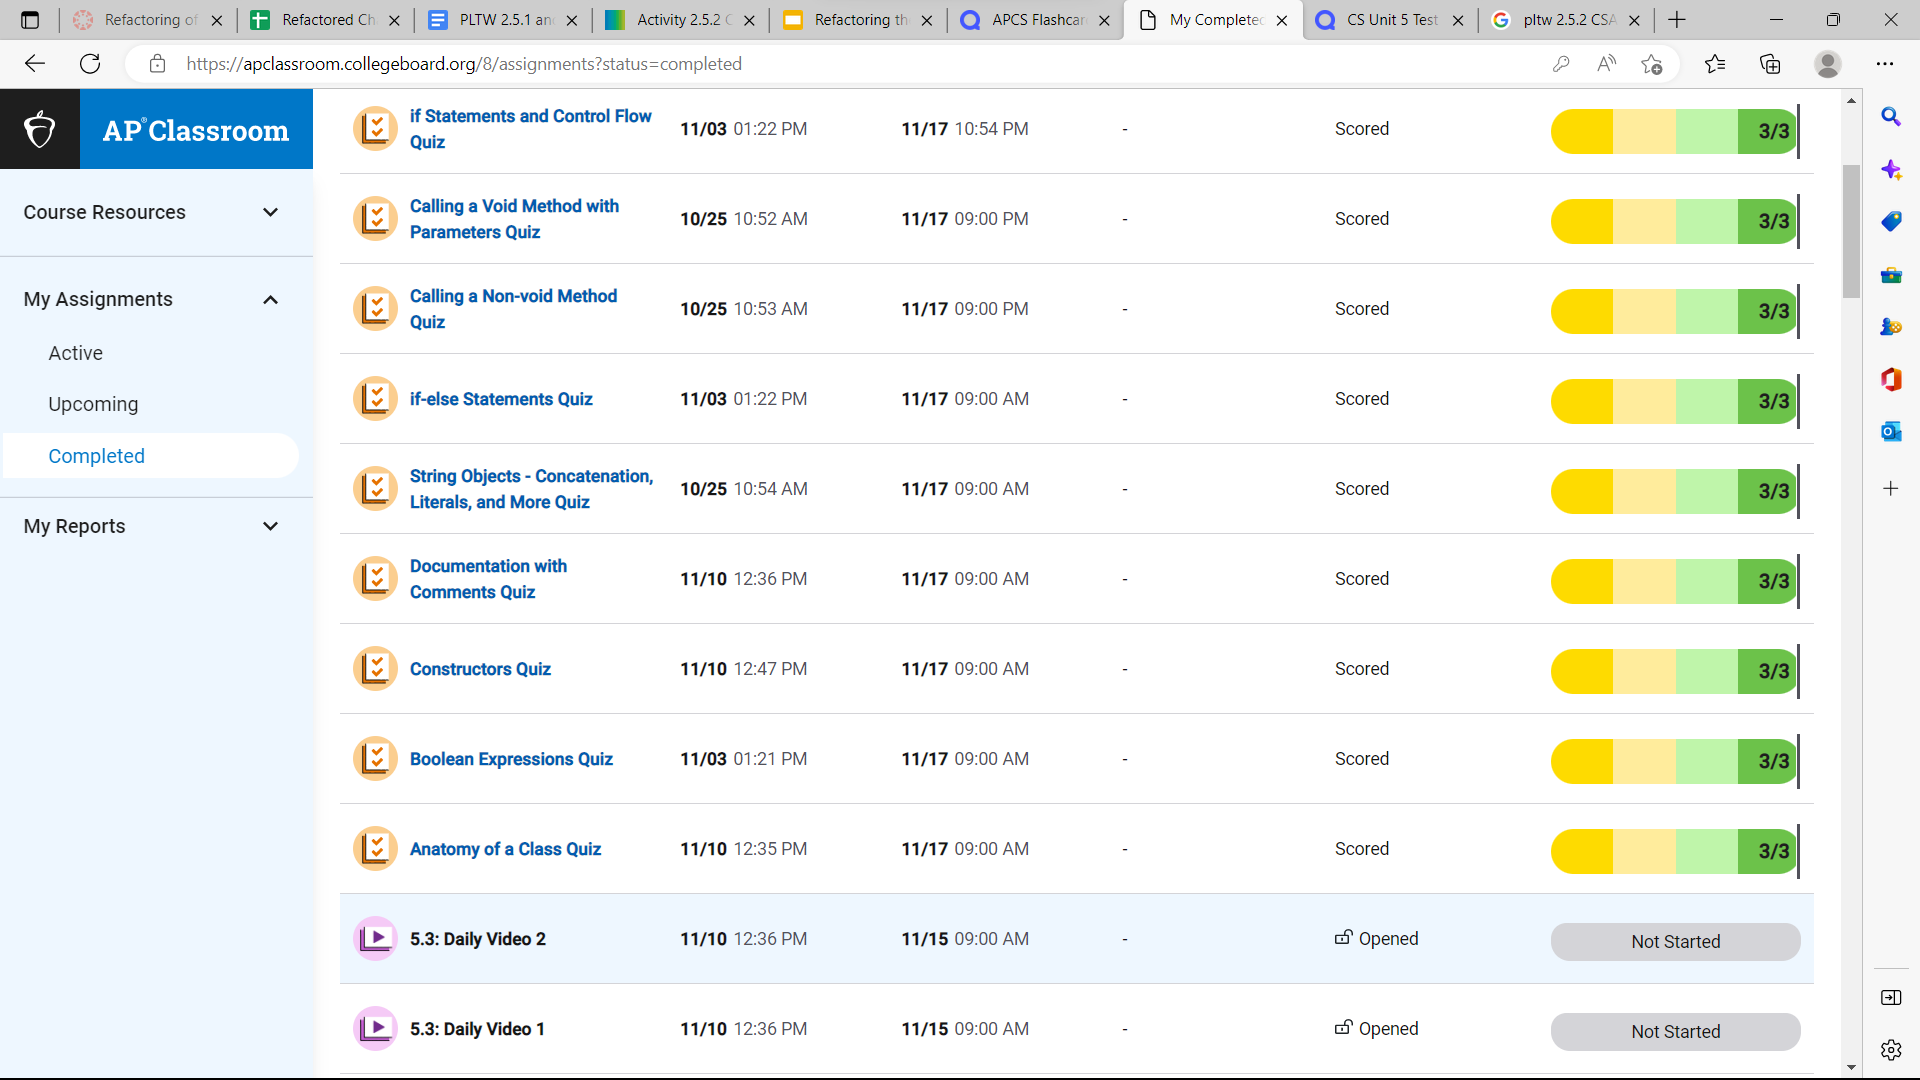 Refactoring of
Refactored Ch
PLTW 2.5.1 an
Activity 2.5.2 C
Refactoring th
APCS Flashcar
My Completed
CS Unit 5 Test
pltw 2.5.2 CSA
https://apclassroom.collegeboard.org/8/assignments?status=completed
AP® Classroom
Course Resources
My Assignments
Active
Upcoming
Completed
My Reports
if Statements and Control Flow
Quiz
11/03 01:22 PM
11/17 10:54 PM
-
Scored
3/3
Calling a Void Method with
Parameters Quiz
10/25 10:52 AM
11/17 09:00 PM
-
Scored
3/3
Calling a Non-void Method
Quiz
10/25 10:53 AM
11/17 09:00 PM
-
Scored
3/3
if-else Statements Quiz
11/03 01:22 PM
11/17 09:00 AM
-
Scored
3/3
String Objects - Concatenation,
Literals, and More Quiz
10/25 10:54 AM
11/17 09:00 AM
-
Scored
3/3
Documentation with
Comments Quiz
11/10 12:36 PM
11/17 09:00 AM
-
Scored
3/3
Constructors Quiz
11/10 12:47 PM
11/17 09:00 AM
-
Scored
3/3
Boolean Expressions Quiz
11/03 01:21 PM
11/17 09:00 AM
-
Scored
3/3
Anatomy of a Class Quiz
11/10 12:35 PM
11/17 09:00 AM
-
Scored
3/3
5.3: Daily Video 2
11/10 12:36 PM
11/15 09:00 AM
-
Opened
Not Started
5.3: Daily Video 1
11/10 12:36 PM
11/15 09:00 AM
-
Opened
Not Started